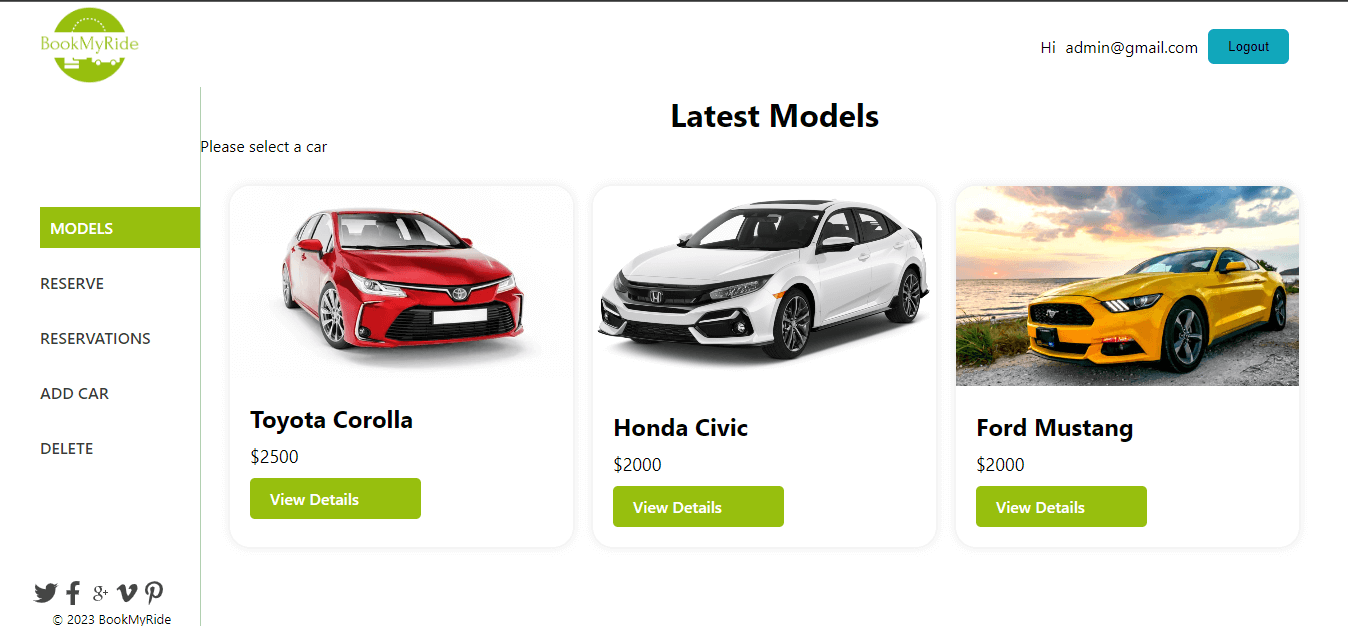 BookMyRide
Hi admin@gmail.com Logout
Latest Models
Please select a car
MODELS
RESERVE
RESERVATIONS
ADD CAR
DELETE
Toyota Corolla
$2500
View Details
Honda Civic
$2000
View Details
Ford Mustang
$2000
View Details
© 2023 BookMyRide